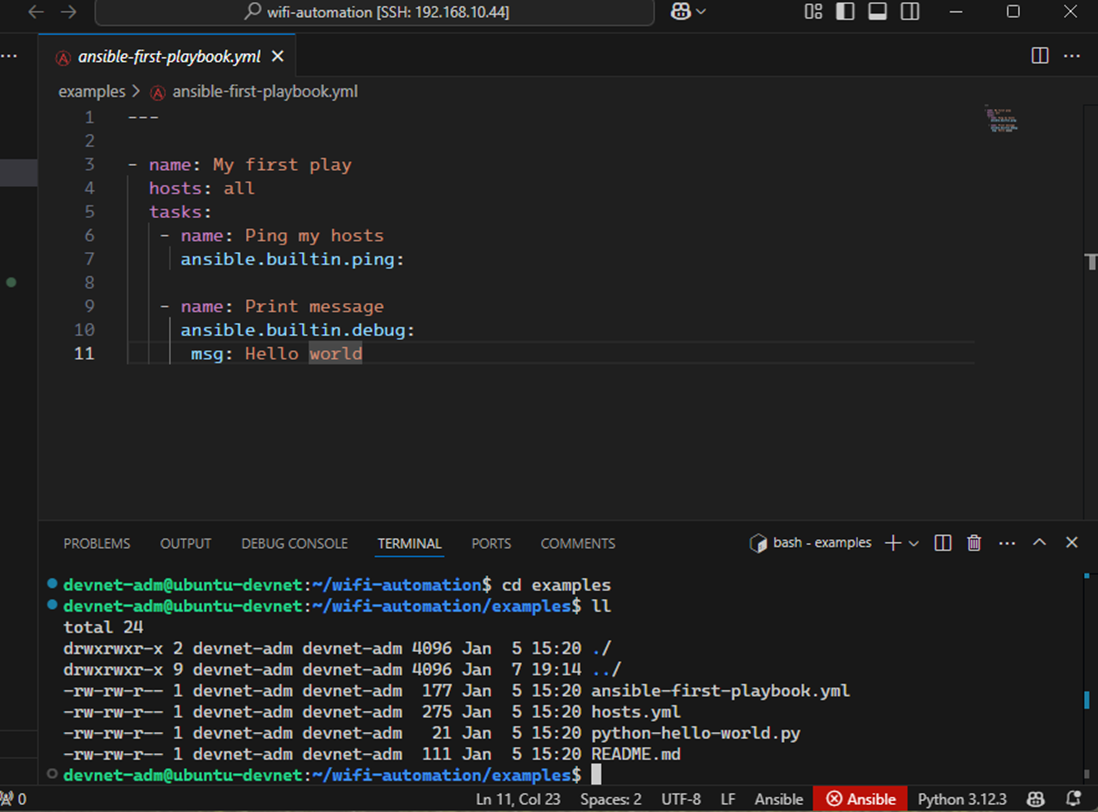 wifi-automation [SSH: 192.168.10.44]
ansible-first-playbook.yml
examples > ansible-first-playbook.yml
1 ---
2
3 - name: My first play
4 hosts: all
5 tasks:
6 - name: Ping my hosts
7 ansible.builtin.ping:
8
9 - name: Print message
10 ansible.builtin.debug:
11 msg: Hello world
PROBLEMS OUTPUT DEBUG CONSOLE TERMINAL PORTS COMMENTS bash - examples
devnet-adm@ubuntu-devnet:~/wifi-automation$ cd examples
devnet-adm@ubuntu-devnet:~/wifi-automation/examples$ ll
total 24
drwxrwxr-x 2 devnet-adm devnet-adm 4096 Jan  5 15:20 ./
drwxrwxr-x 9 devnet-adm devnet-adm 4096 Jan  7 19:14 ../
-rw-rw-r-- 1 devnet-adm devnet-adm  177 Jan  5 15:20 ansible-first-playbook.yml
-rw-rw-r-- 1 devnet-adm devnet-adm  275 Jan  5 15:20 hosts.yml
-rw-rw-r-- 1 devnet-adm devnet-adm   21 Jan  5 15:20 python-hello-world.py
-rw-rw-r-- 1 devnet-adm devnet-adm  111 Jan  5 15:20 README.md
devnet-adm@ubuntu-devnet:~/wifi-automation/examples$
0 Ln 11, Col 23 Spaces: 2 UTF-8 LF Ansible Ansible Python 3.12.3